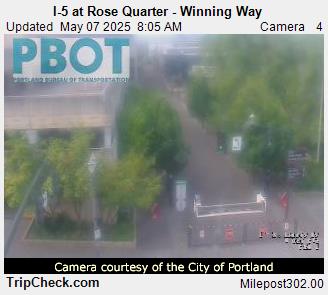 I-5 at Rose Quarter - Winning Way
Updated May 07 2025 8:05 AM Camera 4
PBOT
PORTLAND BUREAU OF TRANSPORTATION
Camera courtesy of the City of Portland
TripCheck.com Milepost302.00